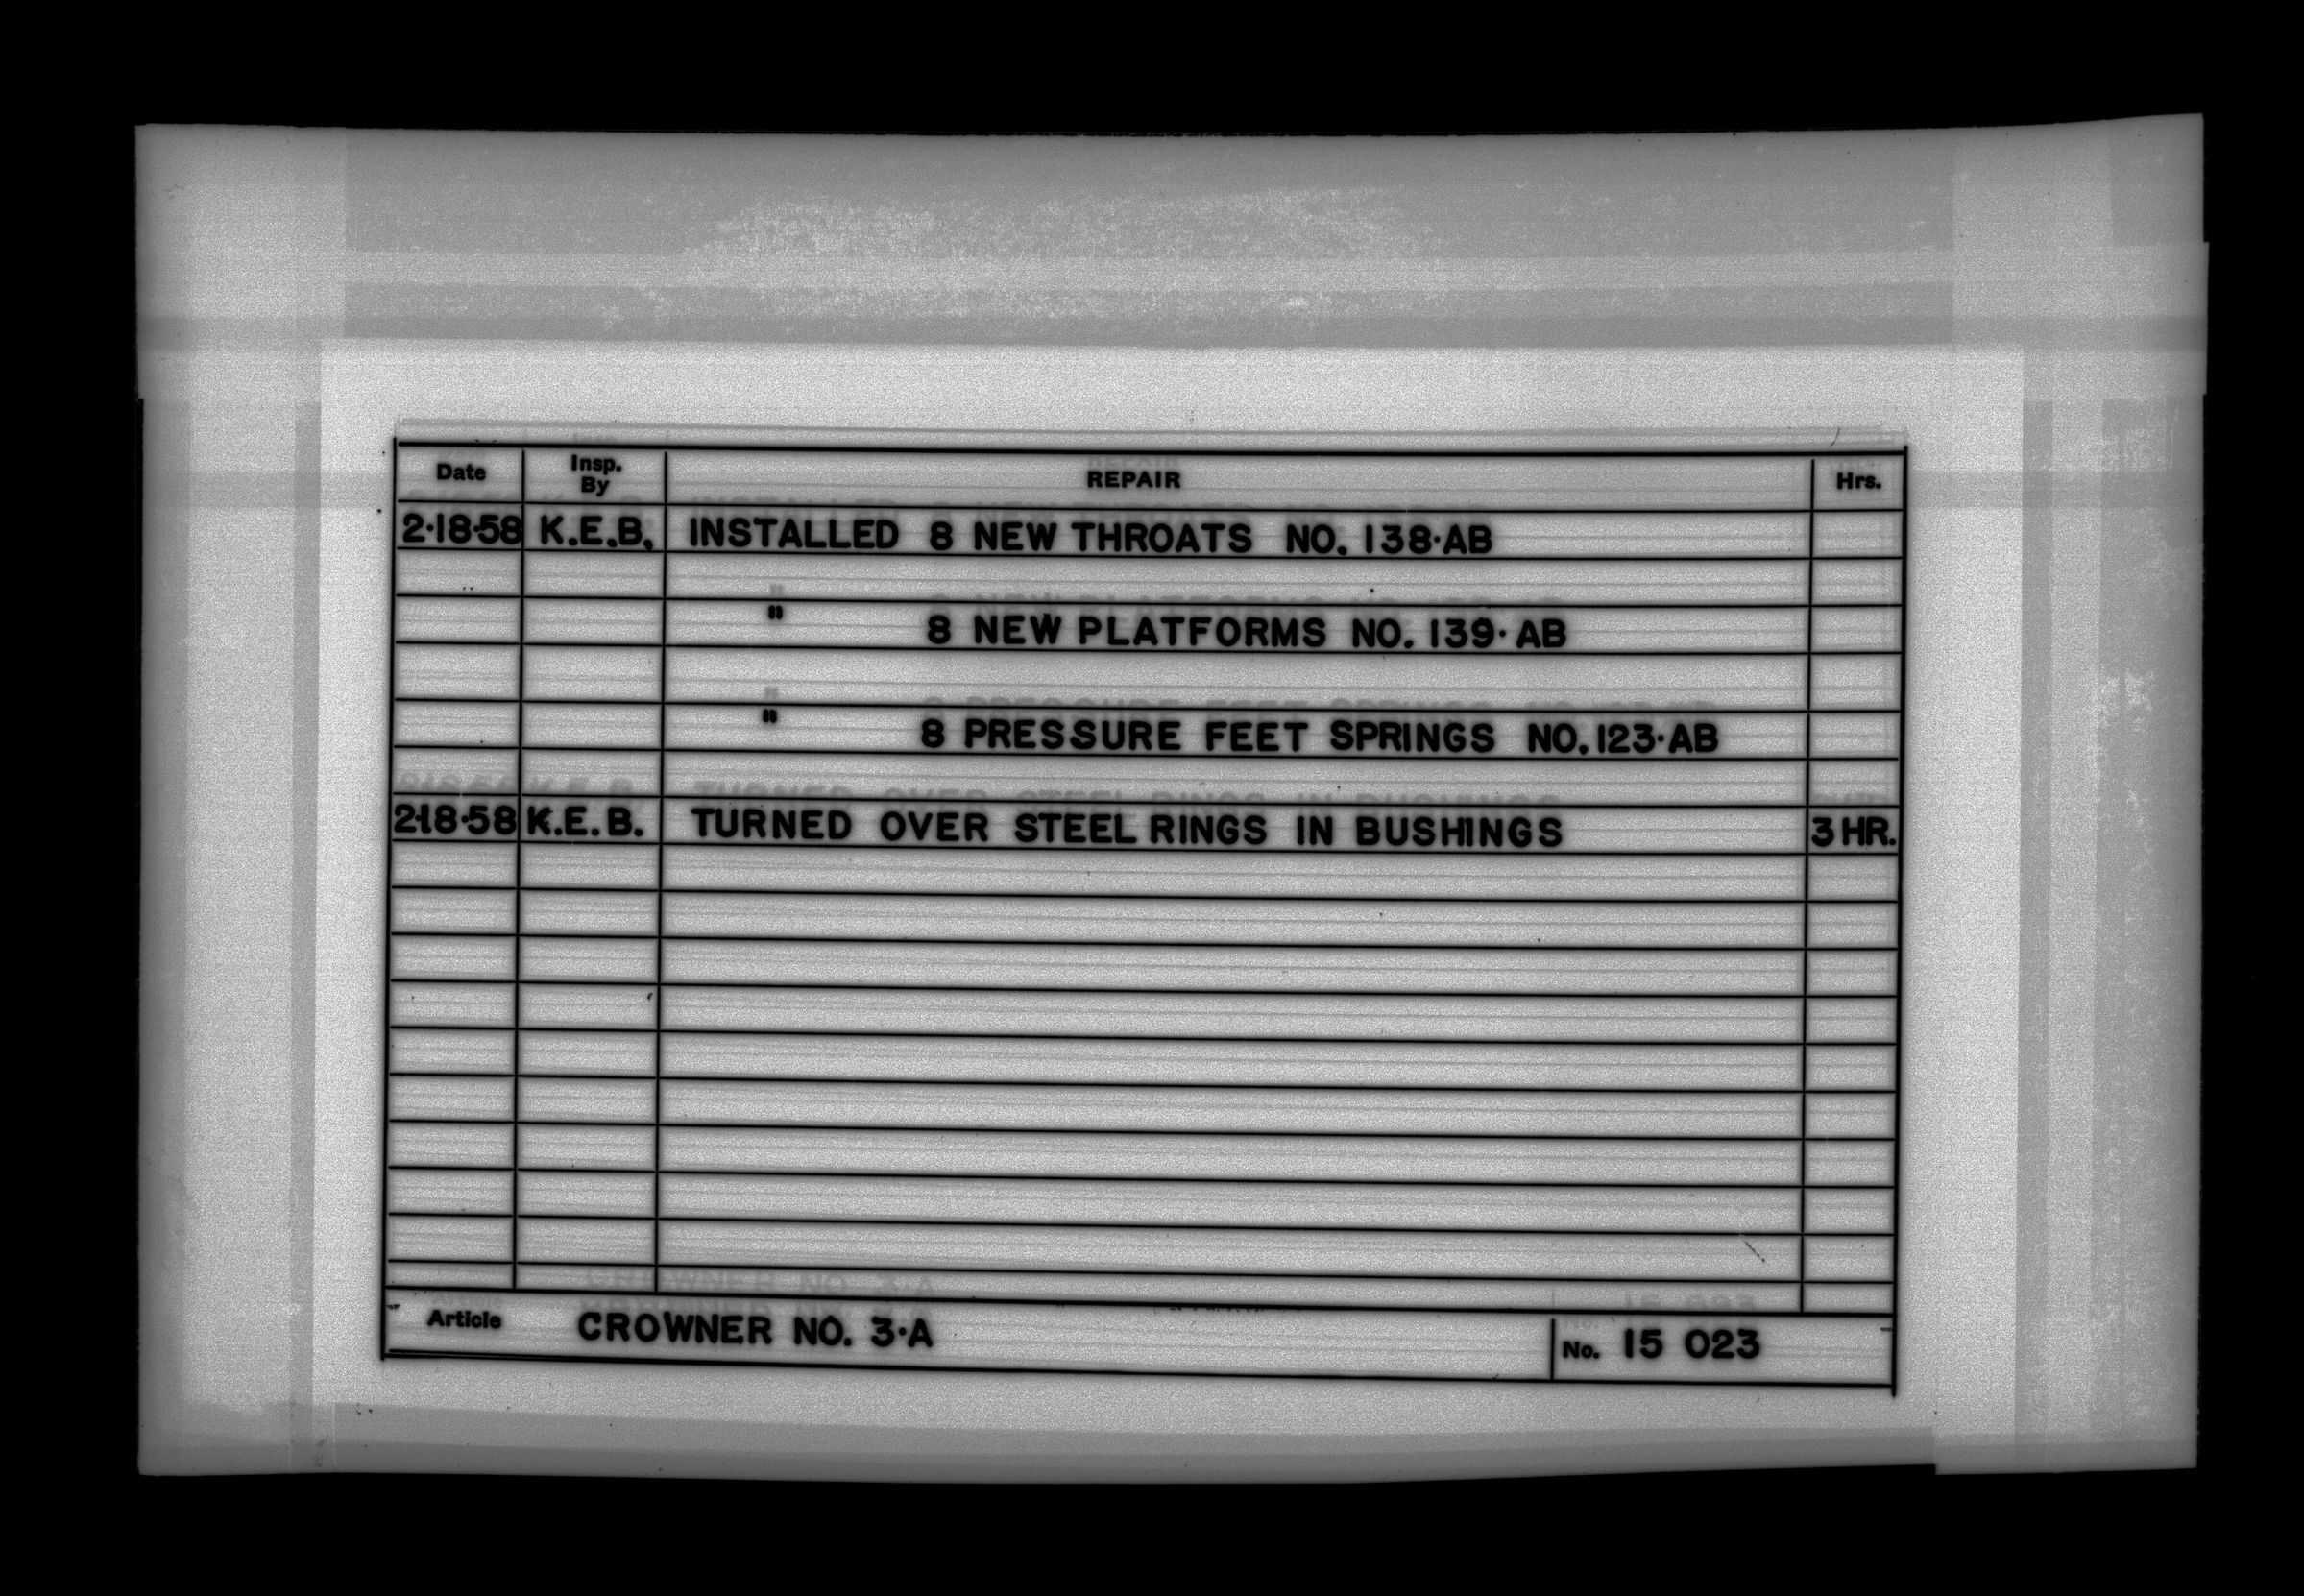 Date Insp. By REPAIR Hrs.
2·18·58 K.E.B. INSTALLED 8 NEW THROATS NO. 138·AB
" 8 NEW PLATFORMS NO. 139·AB
" 8 PRESSURE FEET SPRINGS NO. 123·AB
2·18·58 K.E.B. TURNED OVER STEEL RINGS IN BUSHINGS 3 HR.
Article CROWNER NO. 3·A No. 15 023